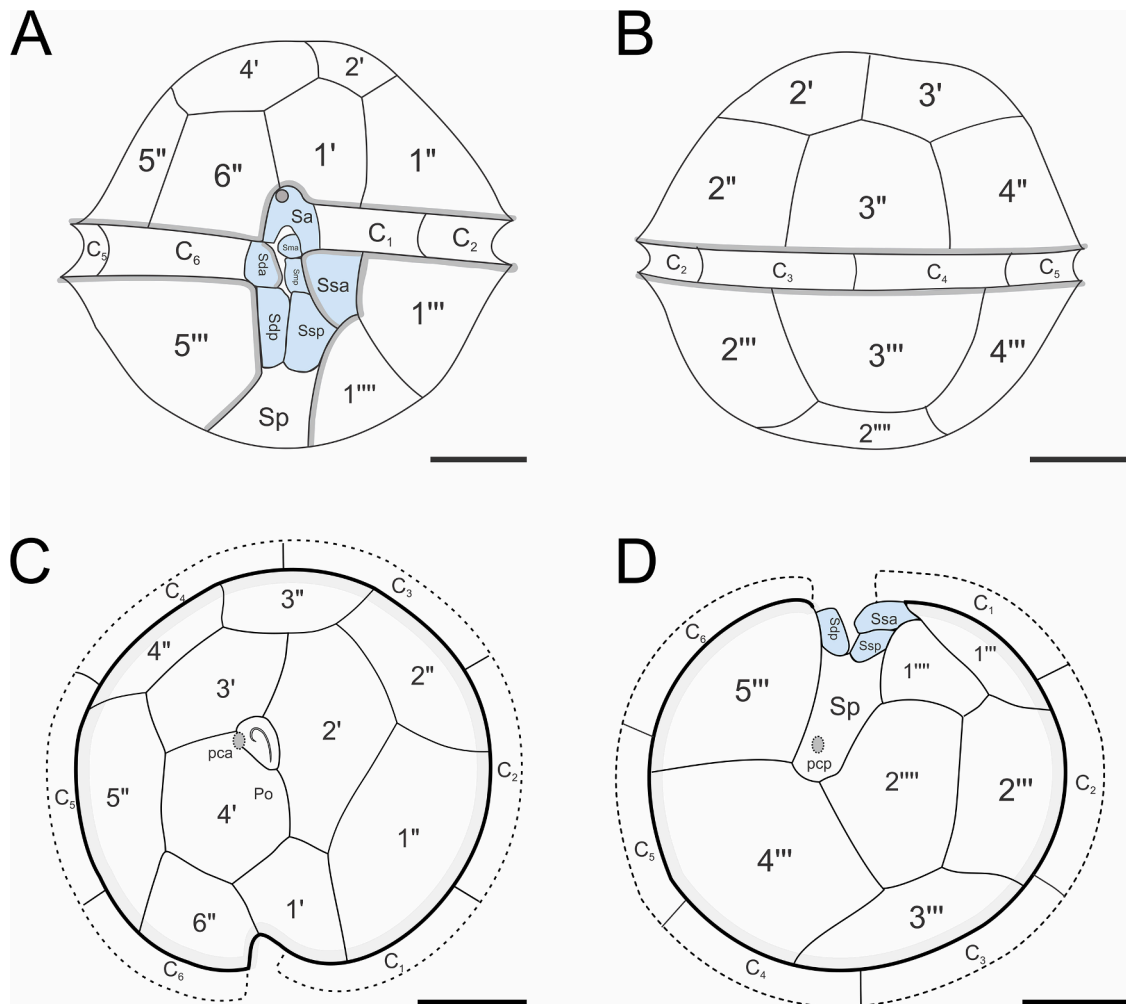 A
4'
2'
5"
6"
1'
1"
Sa
C5
C6
C1
C2
Sma
Sda
Smp
Ssa
5'''
Sdp
Ssp
1'''
Sp
1''''
B
2'
3'
2"
3"
4"
C2
C3
C4
C5
2'''
3'''
4'''
2''''
C
C4
3"
C3
4"
2"
3'
2'
pca
C2
C5
5"
Po
4'
1"
6"
1'
C6
C1
D
C1
Sdp
Ssa
Ssp
C6
1'''
1''''
5'''
Sp
pcp
2''''
2'''
C2
C5
4'''
3'''
C4
C3